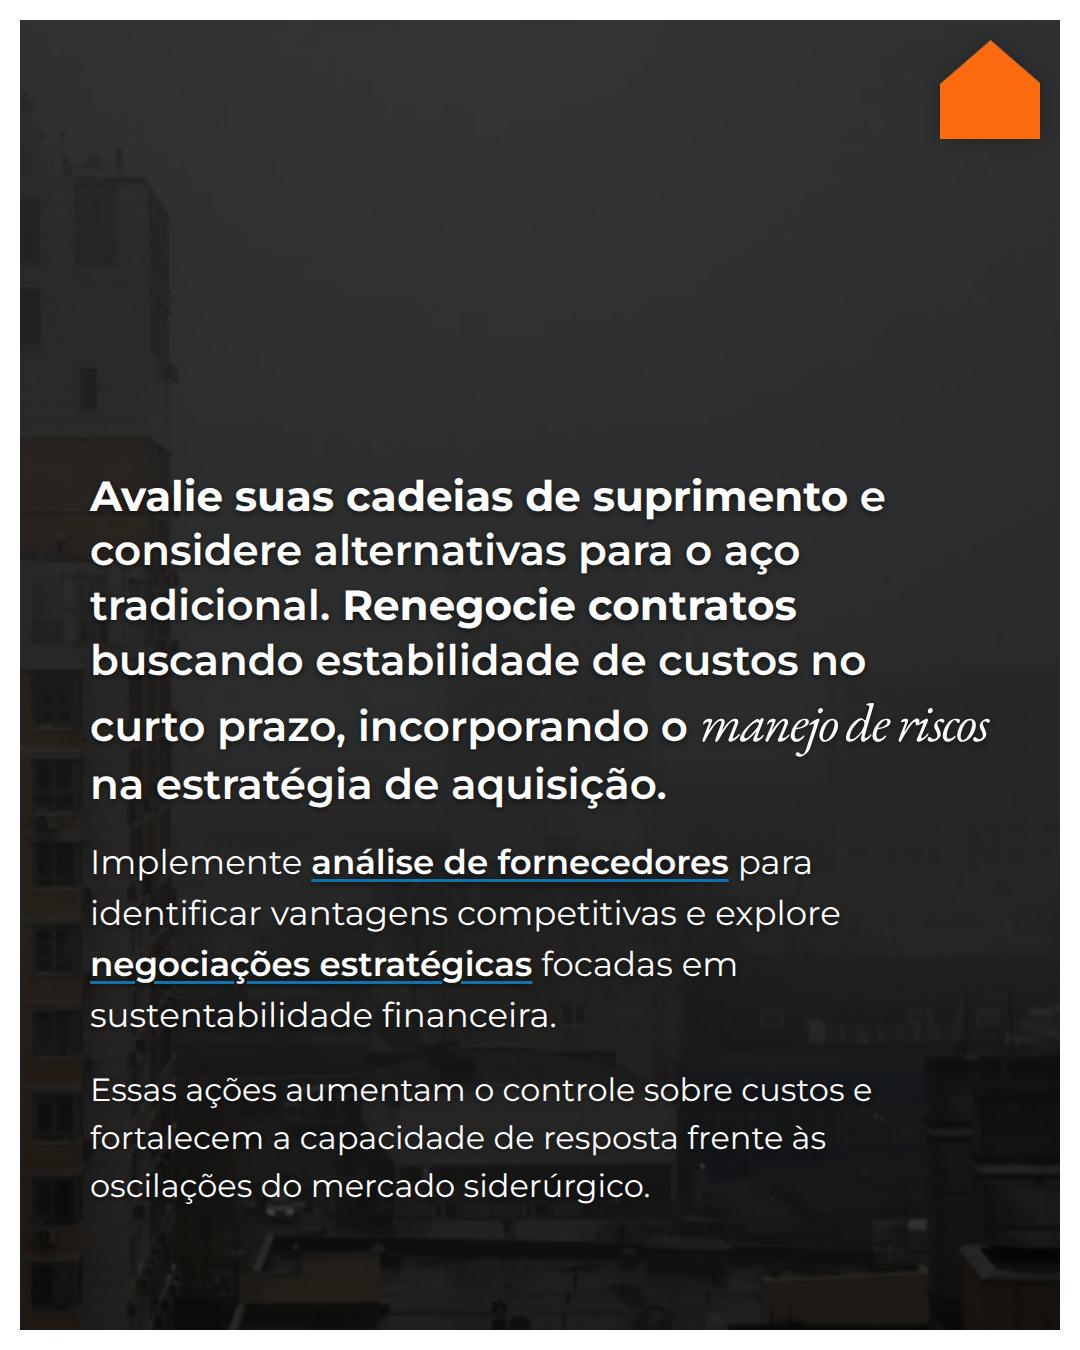 Avalie suas cadeias de suprimento e
considere alternativas para o aço
tradicional. Renegocie contratos
buscando estabilidade de custos no
curto prazo, incorporando o manejo de riscos
na estratégia de aquisição.
Implemente análise de fornecedores para
identificar vantagens competitivas e explore
negociações estratégicas focadas em
sustentabilidade financeira.
Essas ações aumentam o controle sobre custos e
fortalecem a capacidade de resposta frente às
oscilações do mercado siderúrgico.